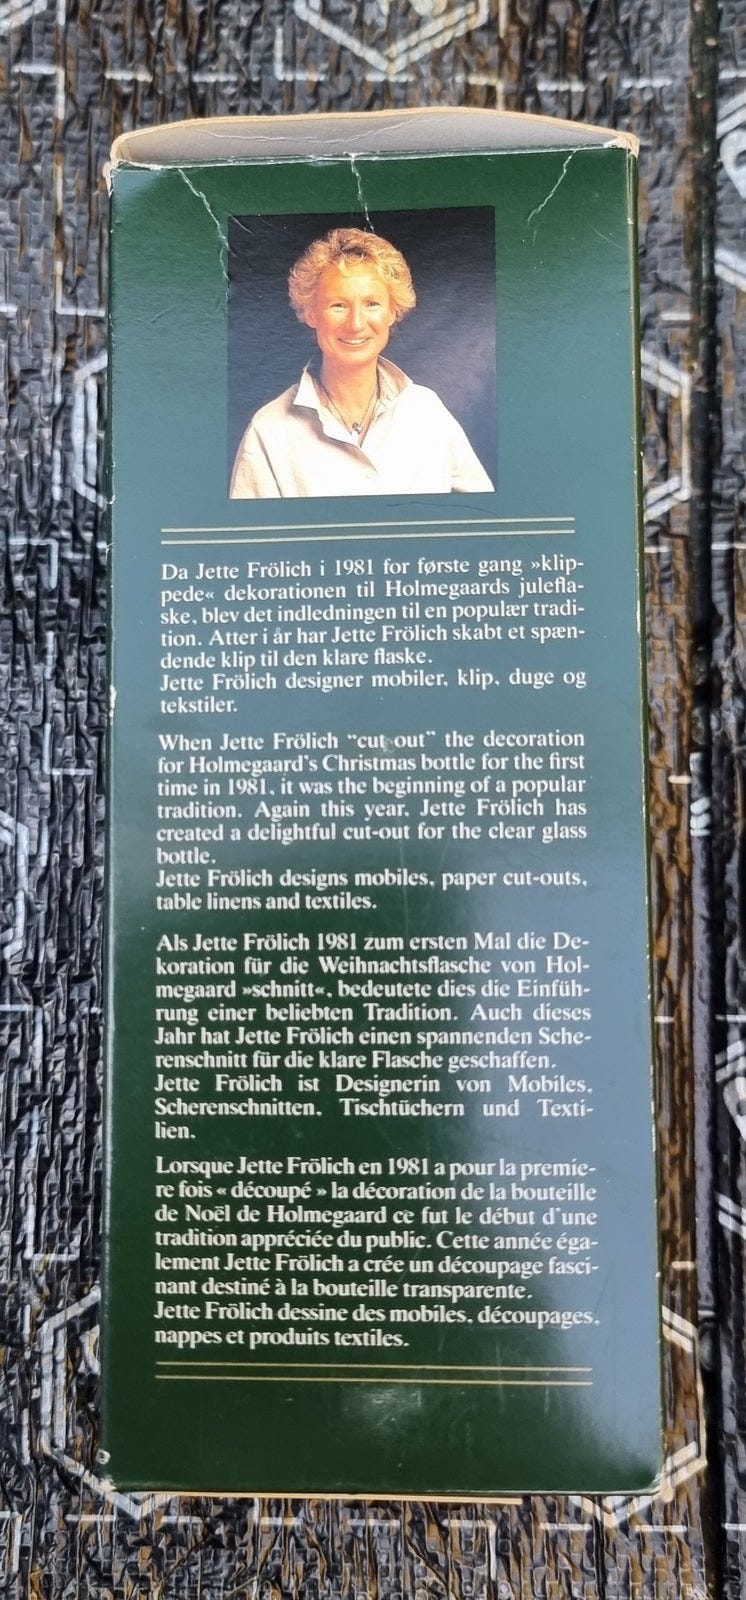 Da Jette Frölich i 1981 for første gang »klip-
pede« dekorationen til Holmegaards julefla-
ske, blev det indledningen til en populær tradi-
tion. Atter i år har Jette Frölich skabt et spæn-
dende klip til den klare flaske.
Jette Frölich designer mobiler, klip, duge og
tekstiler.
When Jette Frölich "cut out" the decoration
for Holmegaard's Christmas bottle for the first
time in 1981, it was the beginning of a popular
tradition. Again this year, Jette Frölich has
created a delightful cut-out for the clear glass
bottle.
Jette Frölich designs mobiles, paper cut-outs,
table linens and textiles.
Als Jette Frölich 1981 zum ersten Mal die De-
koration für die Weihnachtsflasche von Hol-
megaard »schnitt«, bedeutete dies die Einfüh-
rung einer beliebten Tradition. Auch dieses
Jahr hat Jette Frölich einen spannenden Sche-
renschnitt für die klare Flasche geschaffen.
Jette Frölich ist Designerin von Mobiles,
Scherenschnitten, Tischtüchern und Texti-
lien.
Lorsque Jette Frölich en 1981 a pour la premie-
re fois « découpé » la décoration de la bouteille
de Noël de Holmegaard ce fut le début d'une
tradition appréciée du public. Cette année éga-
lement Jette Frölich a crée un découpage fasci-
nant destiné à la bouteille transparente.
Jette Frölich dessine des mobiles, découpages,
nappes et produits textiles.